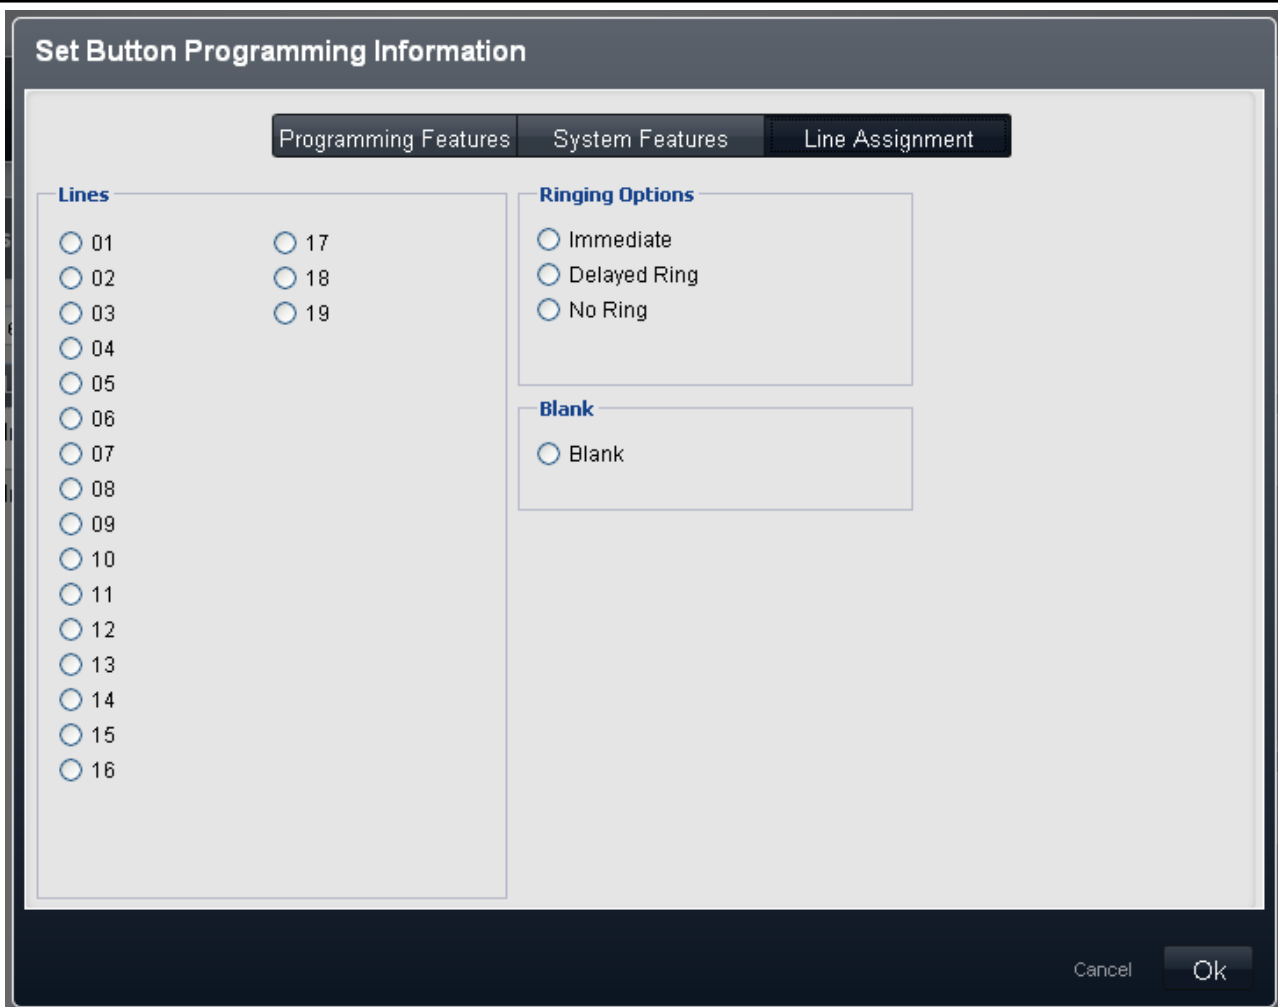 Set Button Programming Information
Programming Features
System Features
Line Assignment
Lines
01
02
03
04
05
06
07
08
09
10
11
12
13
14
15
16
17
18
19
Ringing Options
Immediate
Delayed Ring
No Ring
Blank
Blank
Cancel
Ok